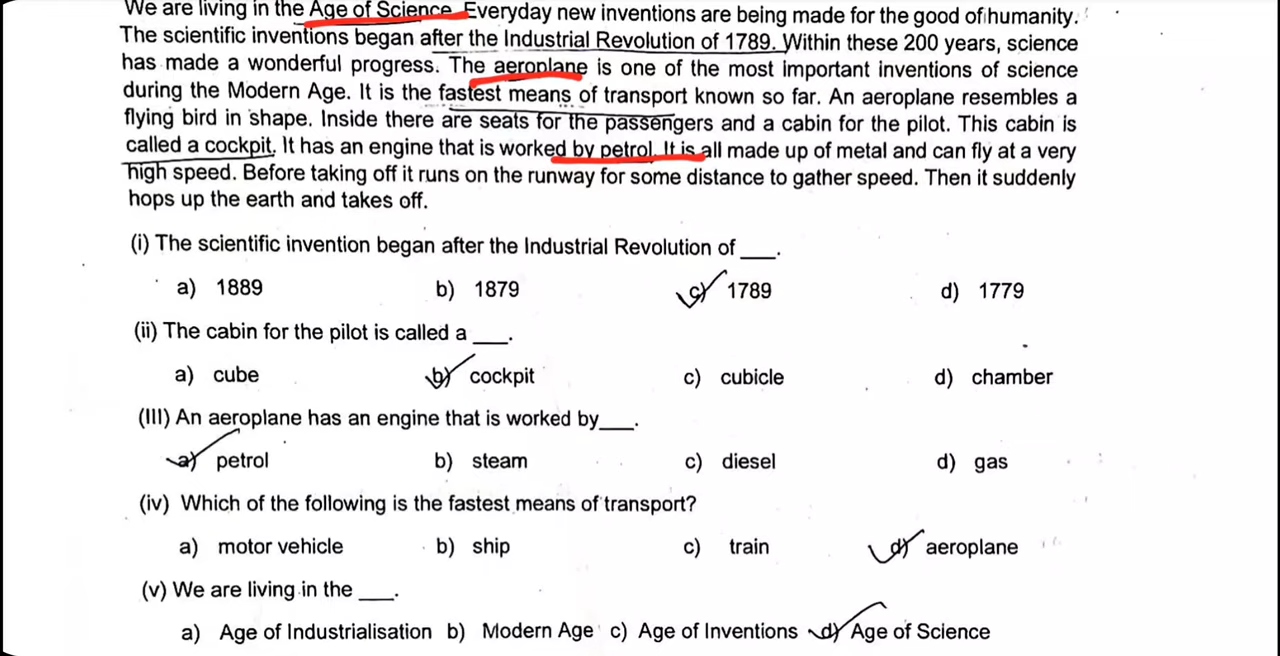 We are living in the Age of Science. Everyday new inventions are being made for the good of humanity.
The scientific inventions began after the Industrial Revolution of 1789. Within these 200 years, science
has made a wonderful progress. The aeroplane is one of the most important inventions of science
during the Modern Age. It is the fastest means of transport known so far. An aeroplane resembles a
flying bird in shape. Inside there are seats for the passengers and a cabin for the pilot. This cabin is
called a cockpit. It has an engine that is worked by petrol. It is all made up of metal and can fly at a very
high speed. Before taking off it runs on the runway for some distance to gather speed. Then it suddenly
hops up the earth and takes off.
(i) The scientific invention began after the Industrial Revolution of ___.
a) 1889 b) 1879 c) 1789 d) 1779
(ii) The cabin for the pilot is called a ___.
a) cube b) cockpit c) cubicle d) chamber
(III) An aeroplane has an engine that is worked by___.
a) petrol b) steam c) diesel d) gas
(iv) Which of the following is the fastest means of transport?
a) motor vehicle b) ship c) train d) aeroplane
(v) We are living in the ___.
a) Age of Industrialisation b) Modern Age c) Age of Inventions d) Age of Science